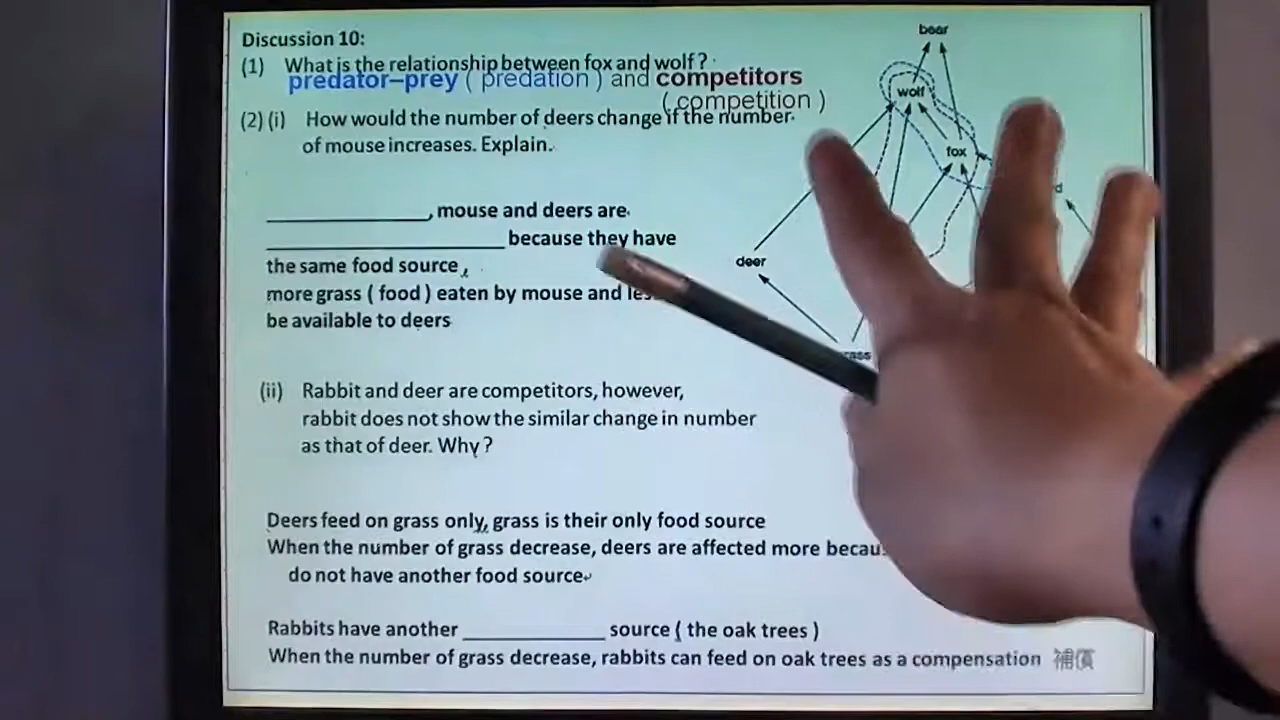 Discussion 10:
(1) What is the relationship between fox and wolf?
predator–prey ( predation ) and competitors
( competition )
(2) (i) How would the number of deers change if the number
of mouse increases. Explain.
____________, mouse and deers are
____________ because they have
the same food source,
more grass ( food ) eaten by mouse and
be available to deers
(ii) Rabbit and deer are competitors, however,
rabbit does not show the similar change in number
as that of deer. Why ?
Deers feed on grass only, grass is their only food source
When the number of grass decrease, deers are affected more
do not have another food source
Rabbits have another ____________ source ( the oak trees )
When the number of grass decrease, rabbits can feed on oak trees as a compensation 補償
bear
wolf
fox
deer